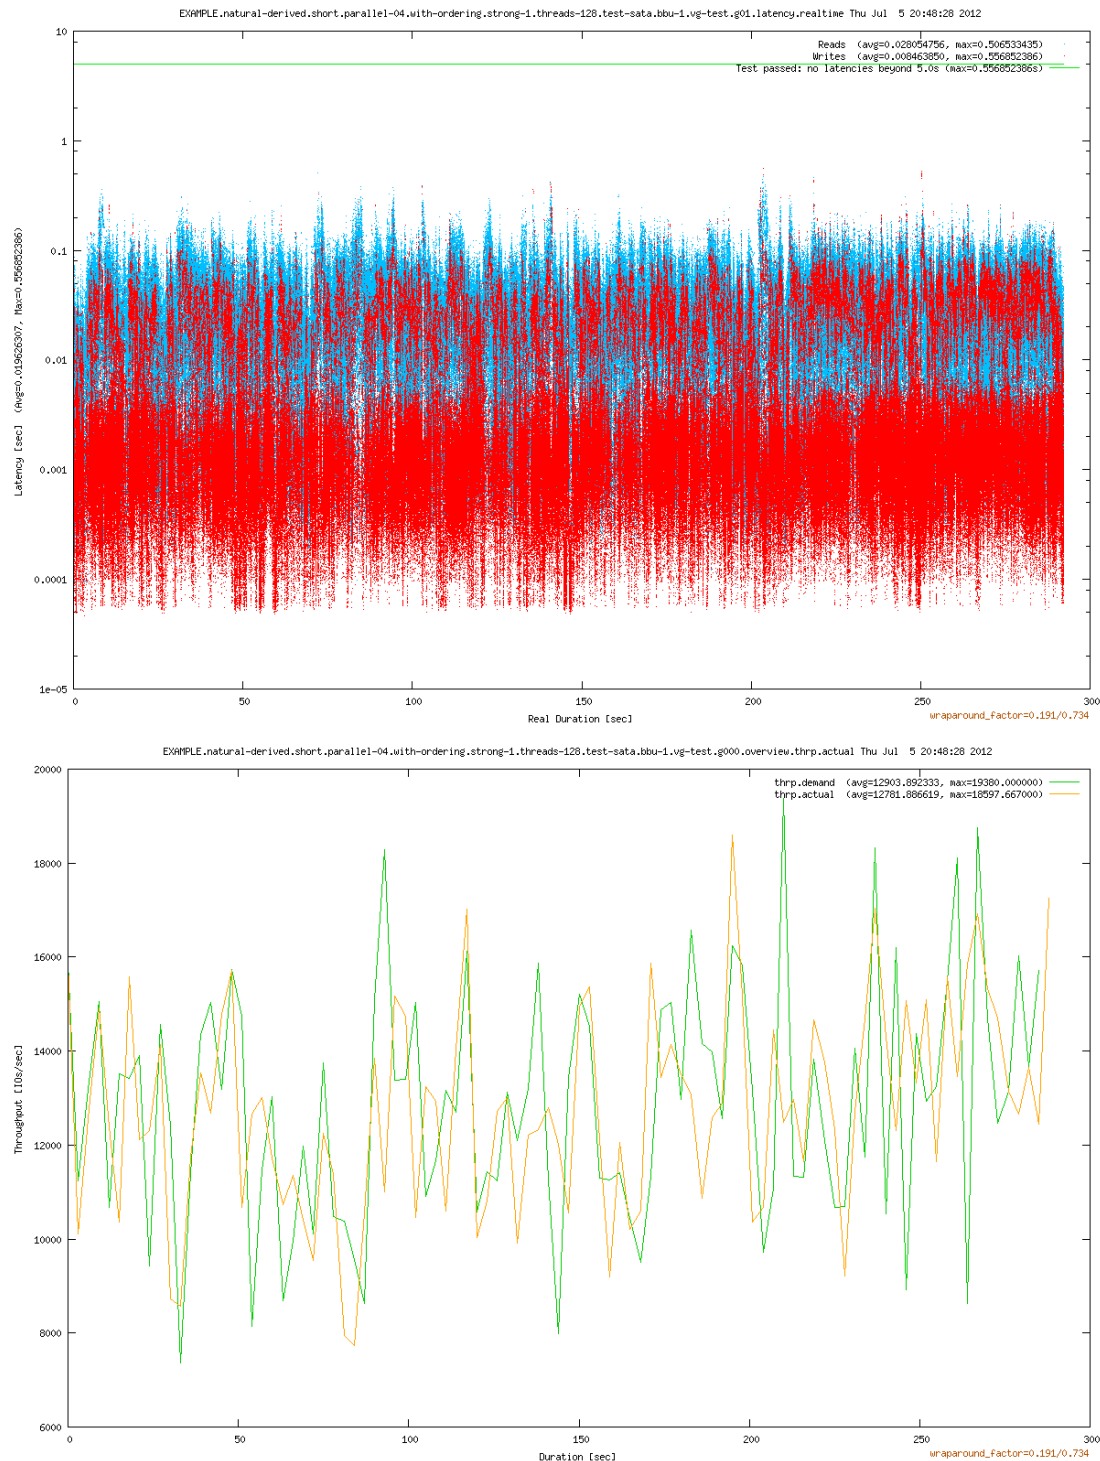 EXAMPLE.natural-derived.short.parallel-04.with-ordering.strong-1.threads-128.test-sata.bbu-1.vg-test.g01.latency.realtime Thu Jul  5 20:48:28 2012
Reads  (avg=0.028054756, max=0.506533435)
Writes  (avg=0.008463850, max=0.556852386)
Test passed: no latencies beyond 5.0s (max=0.556852386s)
10
1
0.1
0.01
0.001
0.0001
1e-05
Latency [sec]  (Avg=0.019626307, Max=0.556852386)
0 50 100 150 200 250 300
Real Duration [sec]
wraparound_factor=0.191/0.734
EXAMPLE.natural-derived.short.parallel-04.with-ordering.strong-1.threads-128.test-sata.bbu-1.vg-test.g000.overview.thrp.actual Thu Jul  5 20:48:28 2012
thrp.demand  (avg=12903.892333, max=19380.000000)
thrp.actual  (avg=12781.886619, max=18597.667000)
20000
18000
16000
14000
12000
10000
8000
6000
Throughput [IOs/sec]
0 50 100 150 200 250 300
Duration [sec]
wraparound_factor=0.191/0.734